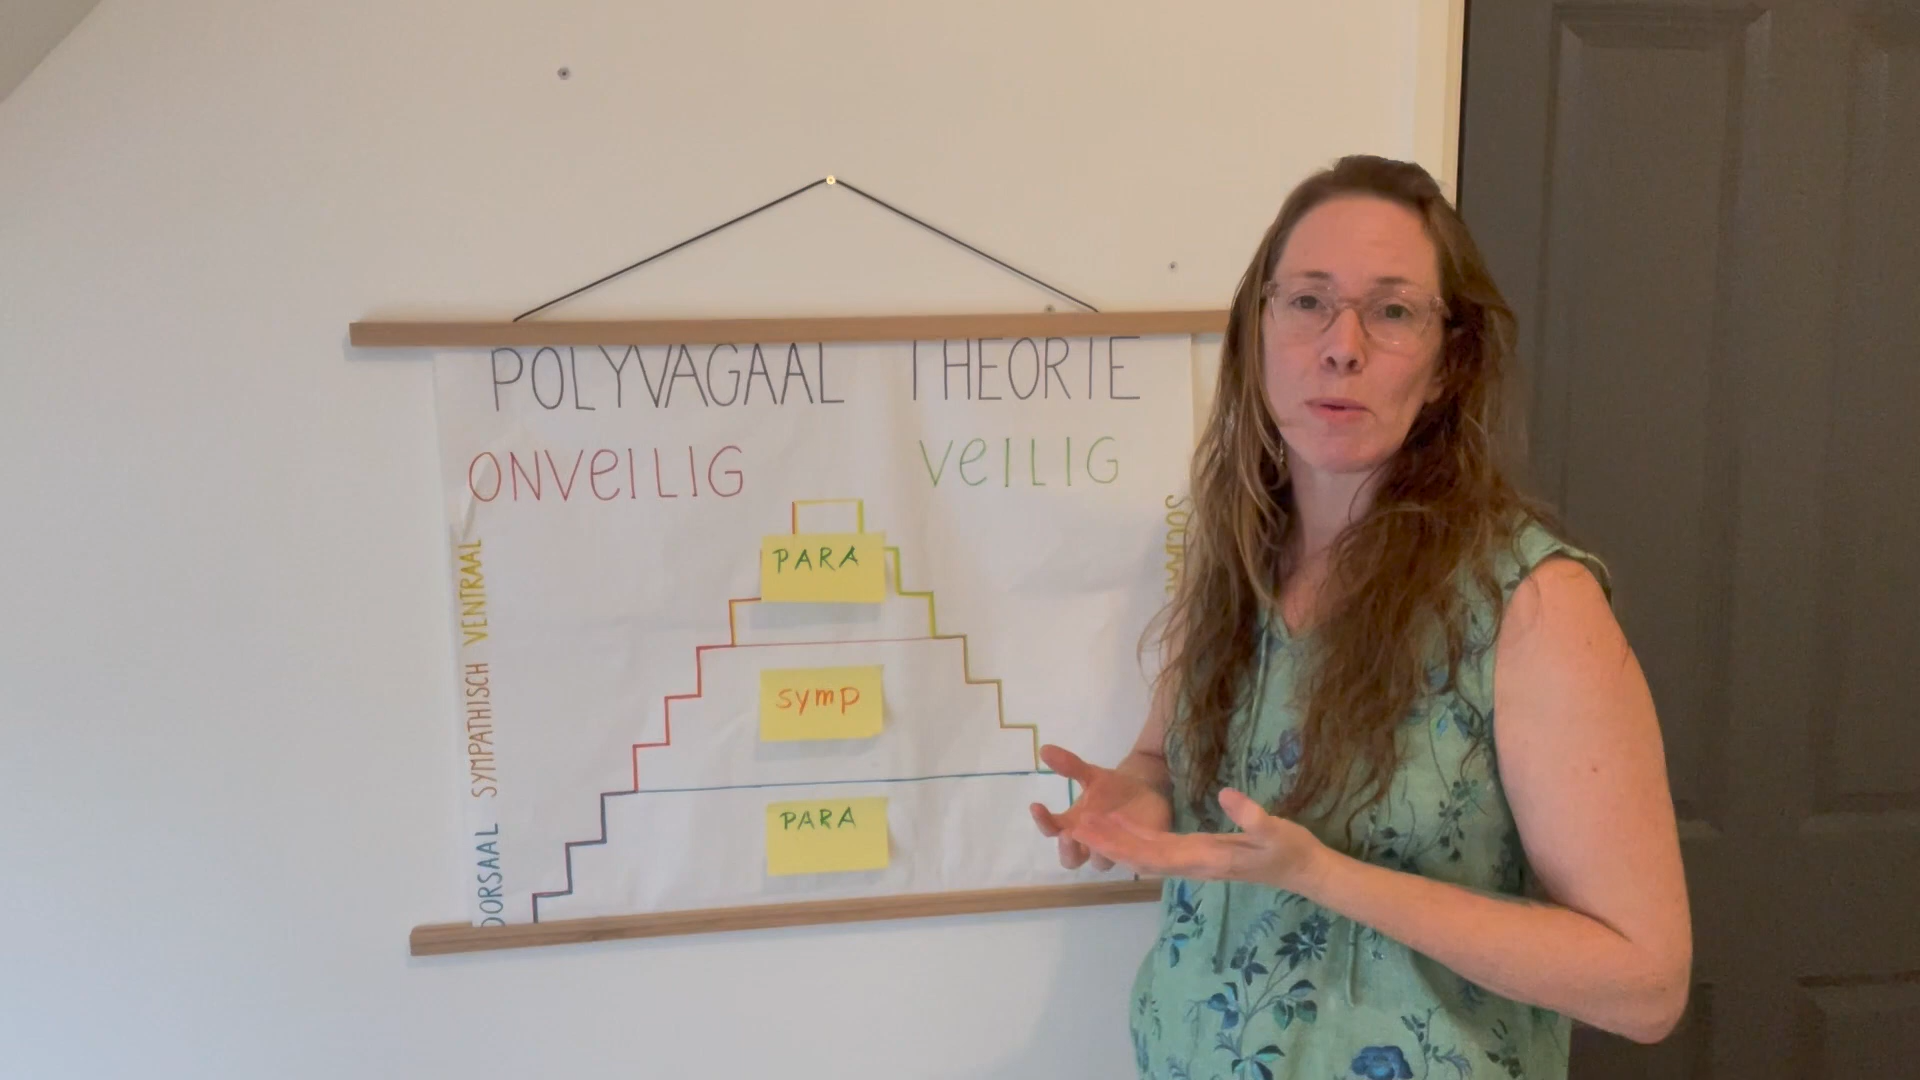 POLYVAGAAL THEORIE
ONVEILIG VEILIG
VENTRAAL
SYMPATHISCH
DORSAAL
PARA
symp
PARA